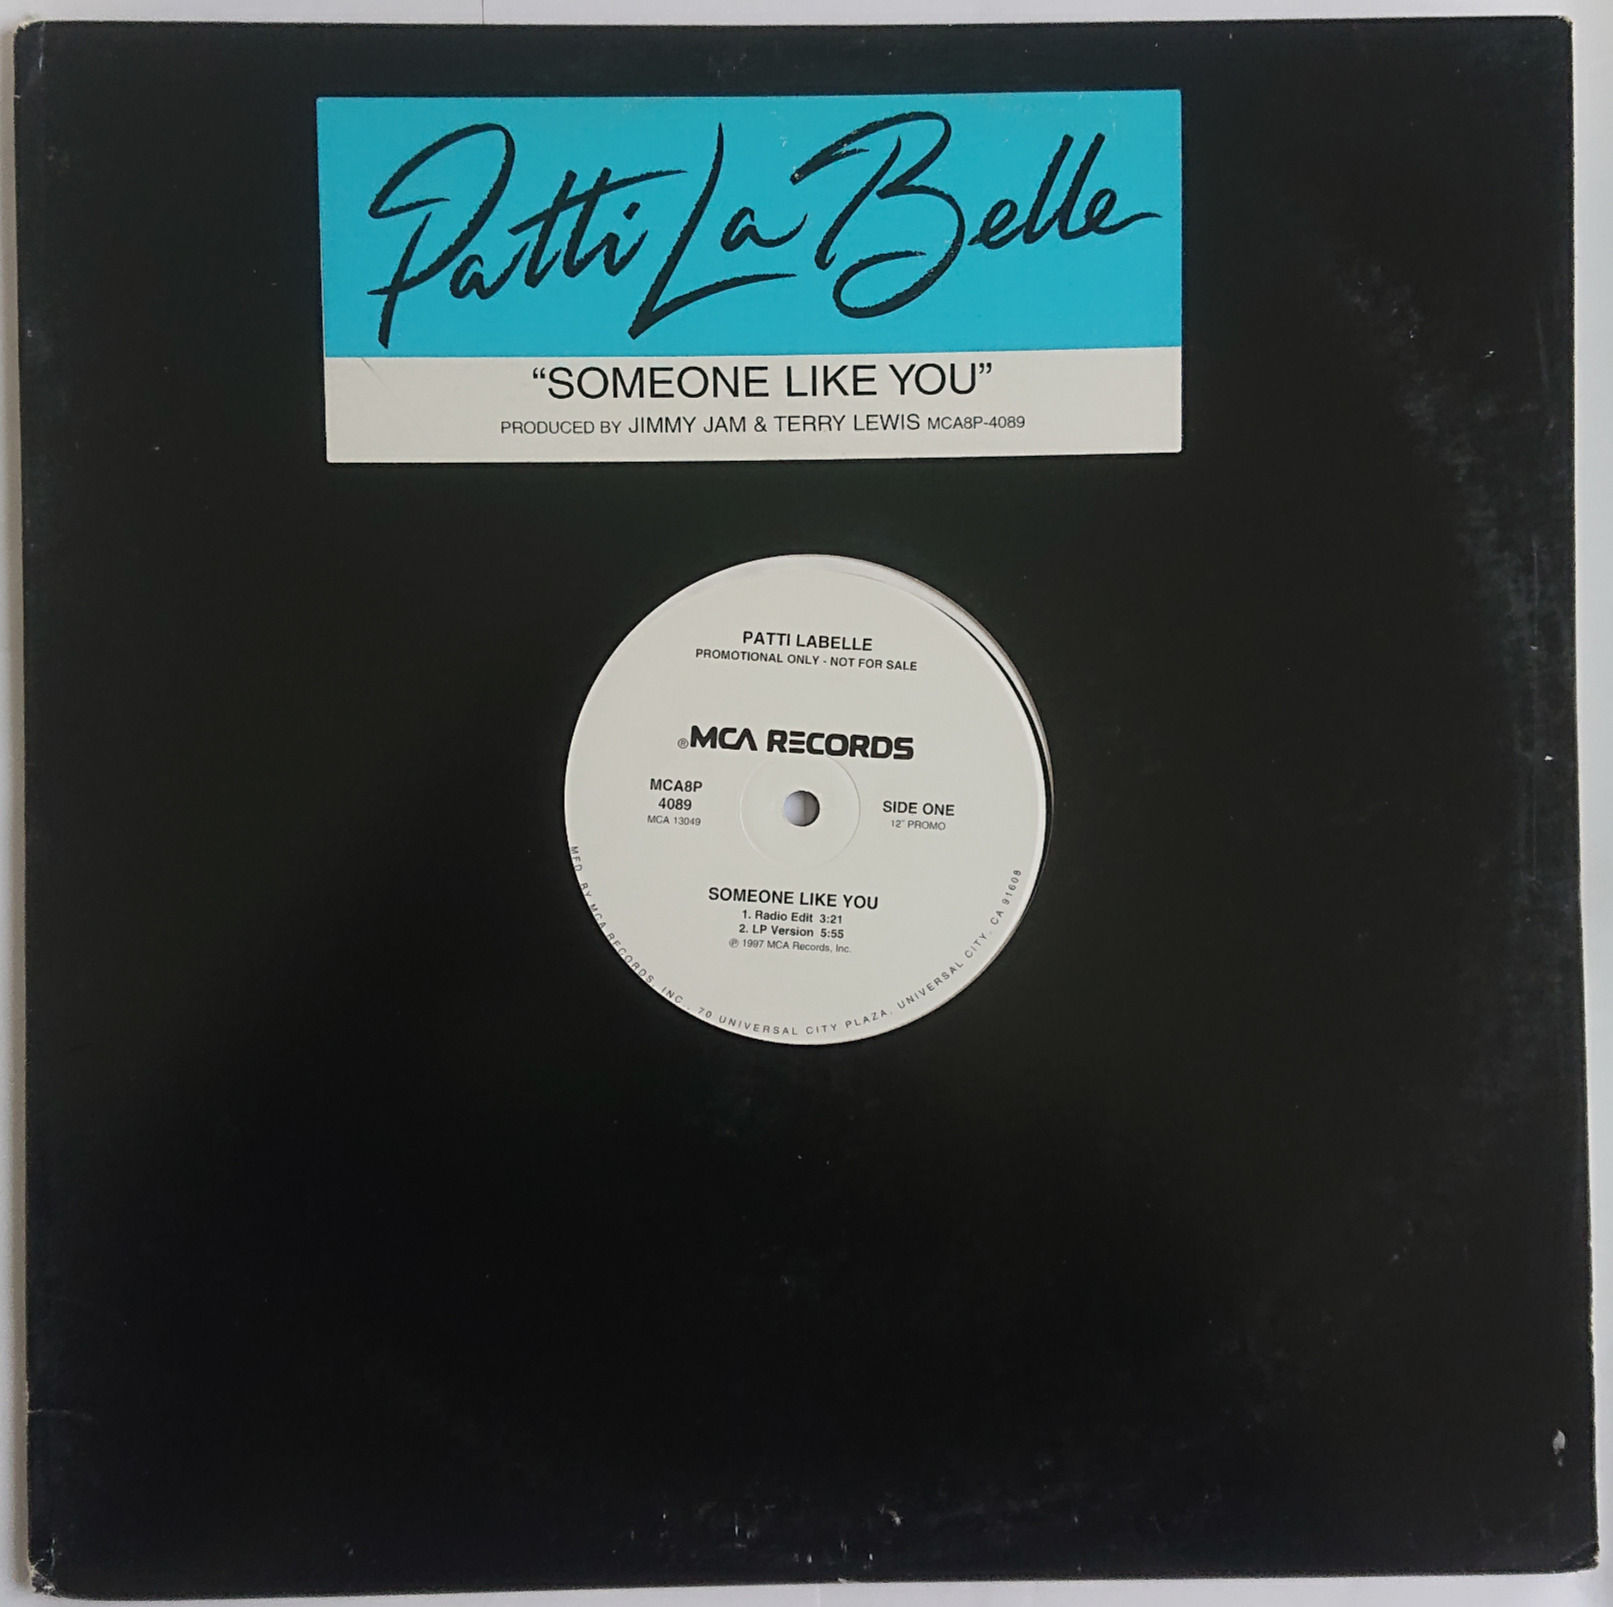 Patti LaBelle
“SOMEONE LIKE YOU”
PRODUCED BY JIMMY JAM & TERRY LEWIS MCA8P-4089
PATTI LABELLE
PROMOTIONAL ONLY - NOT FOR SALE
®MCA RECORDS
MCA8P
4089
MCA 13049
SIDE ONE
12" PROMO
SOMEONE LIKE YOU
1. Radio Edit 3:21
2. LP Version 5:55
℗ 1997 MCA Records, Inc.
MFD. BY MCA RECORDS, INC., 70 UNIVERSAL CITY PLAZA, UNIVERSAL CITY, CA 91608